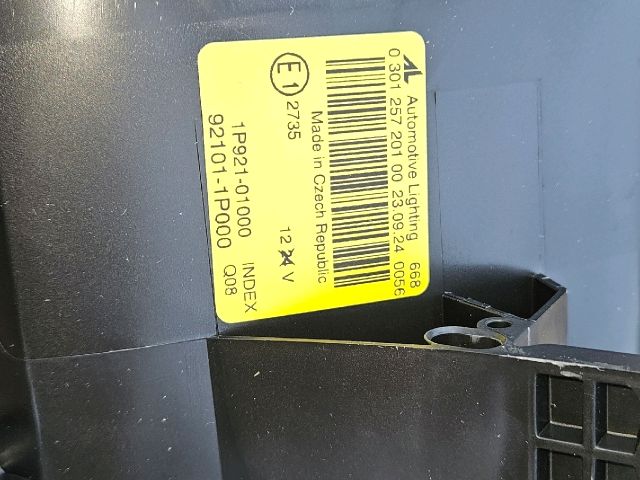 AL Automotive Lighting 668
0 301 257 201 00 23.09.24 0056
Made in Czech Republic
E1 2735
12 24 V
1P921-01000 INDEX
92101-1P000 Q08